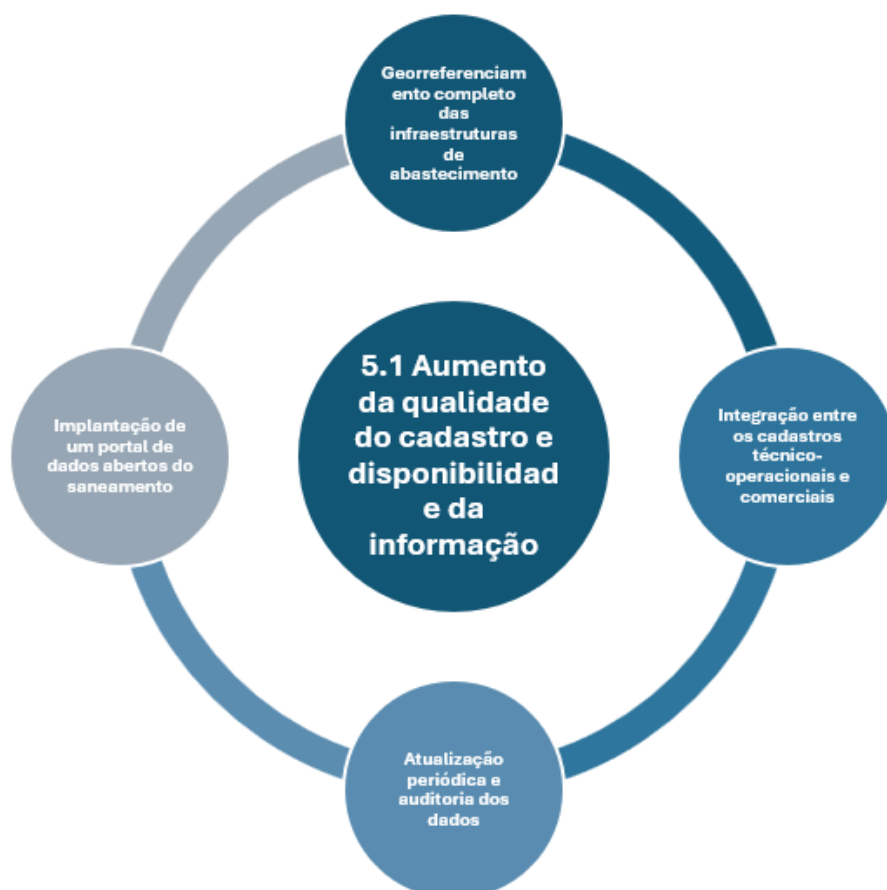 Georreferenciam
ento completo
das
infraestruturas
de
abastecimento
5.1 Aumento
da qualidade
do cadastro e
disponibilidad
e da
informação
Implantação de
um portal de
dados abertos do
saneamento
Integração entre
os cadastros
técnico-
operacionais e
comerciais
Atualização
periódica e
auditoria dos
dados